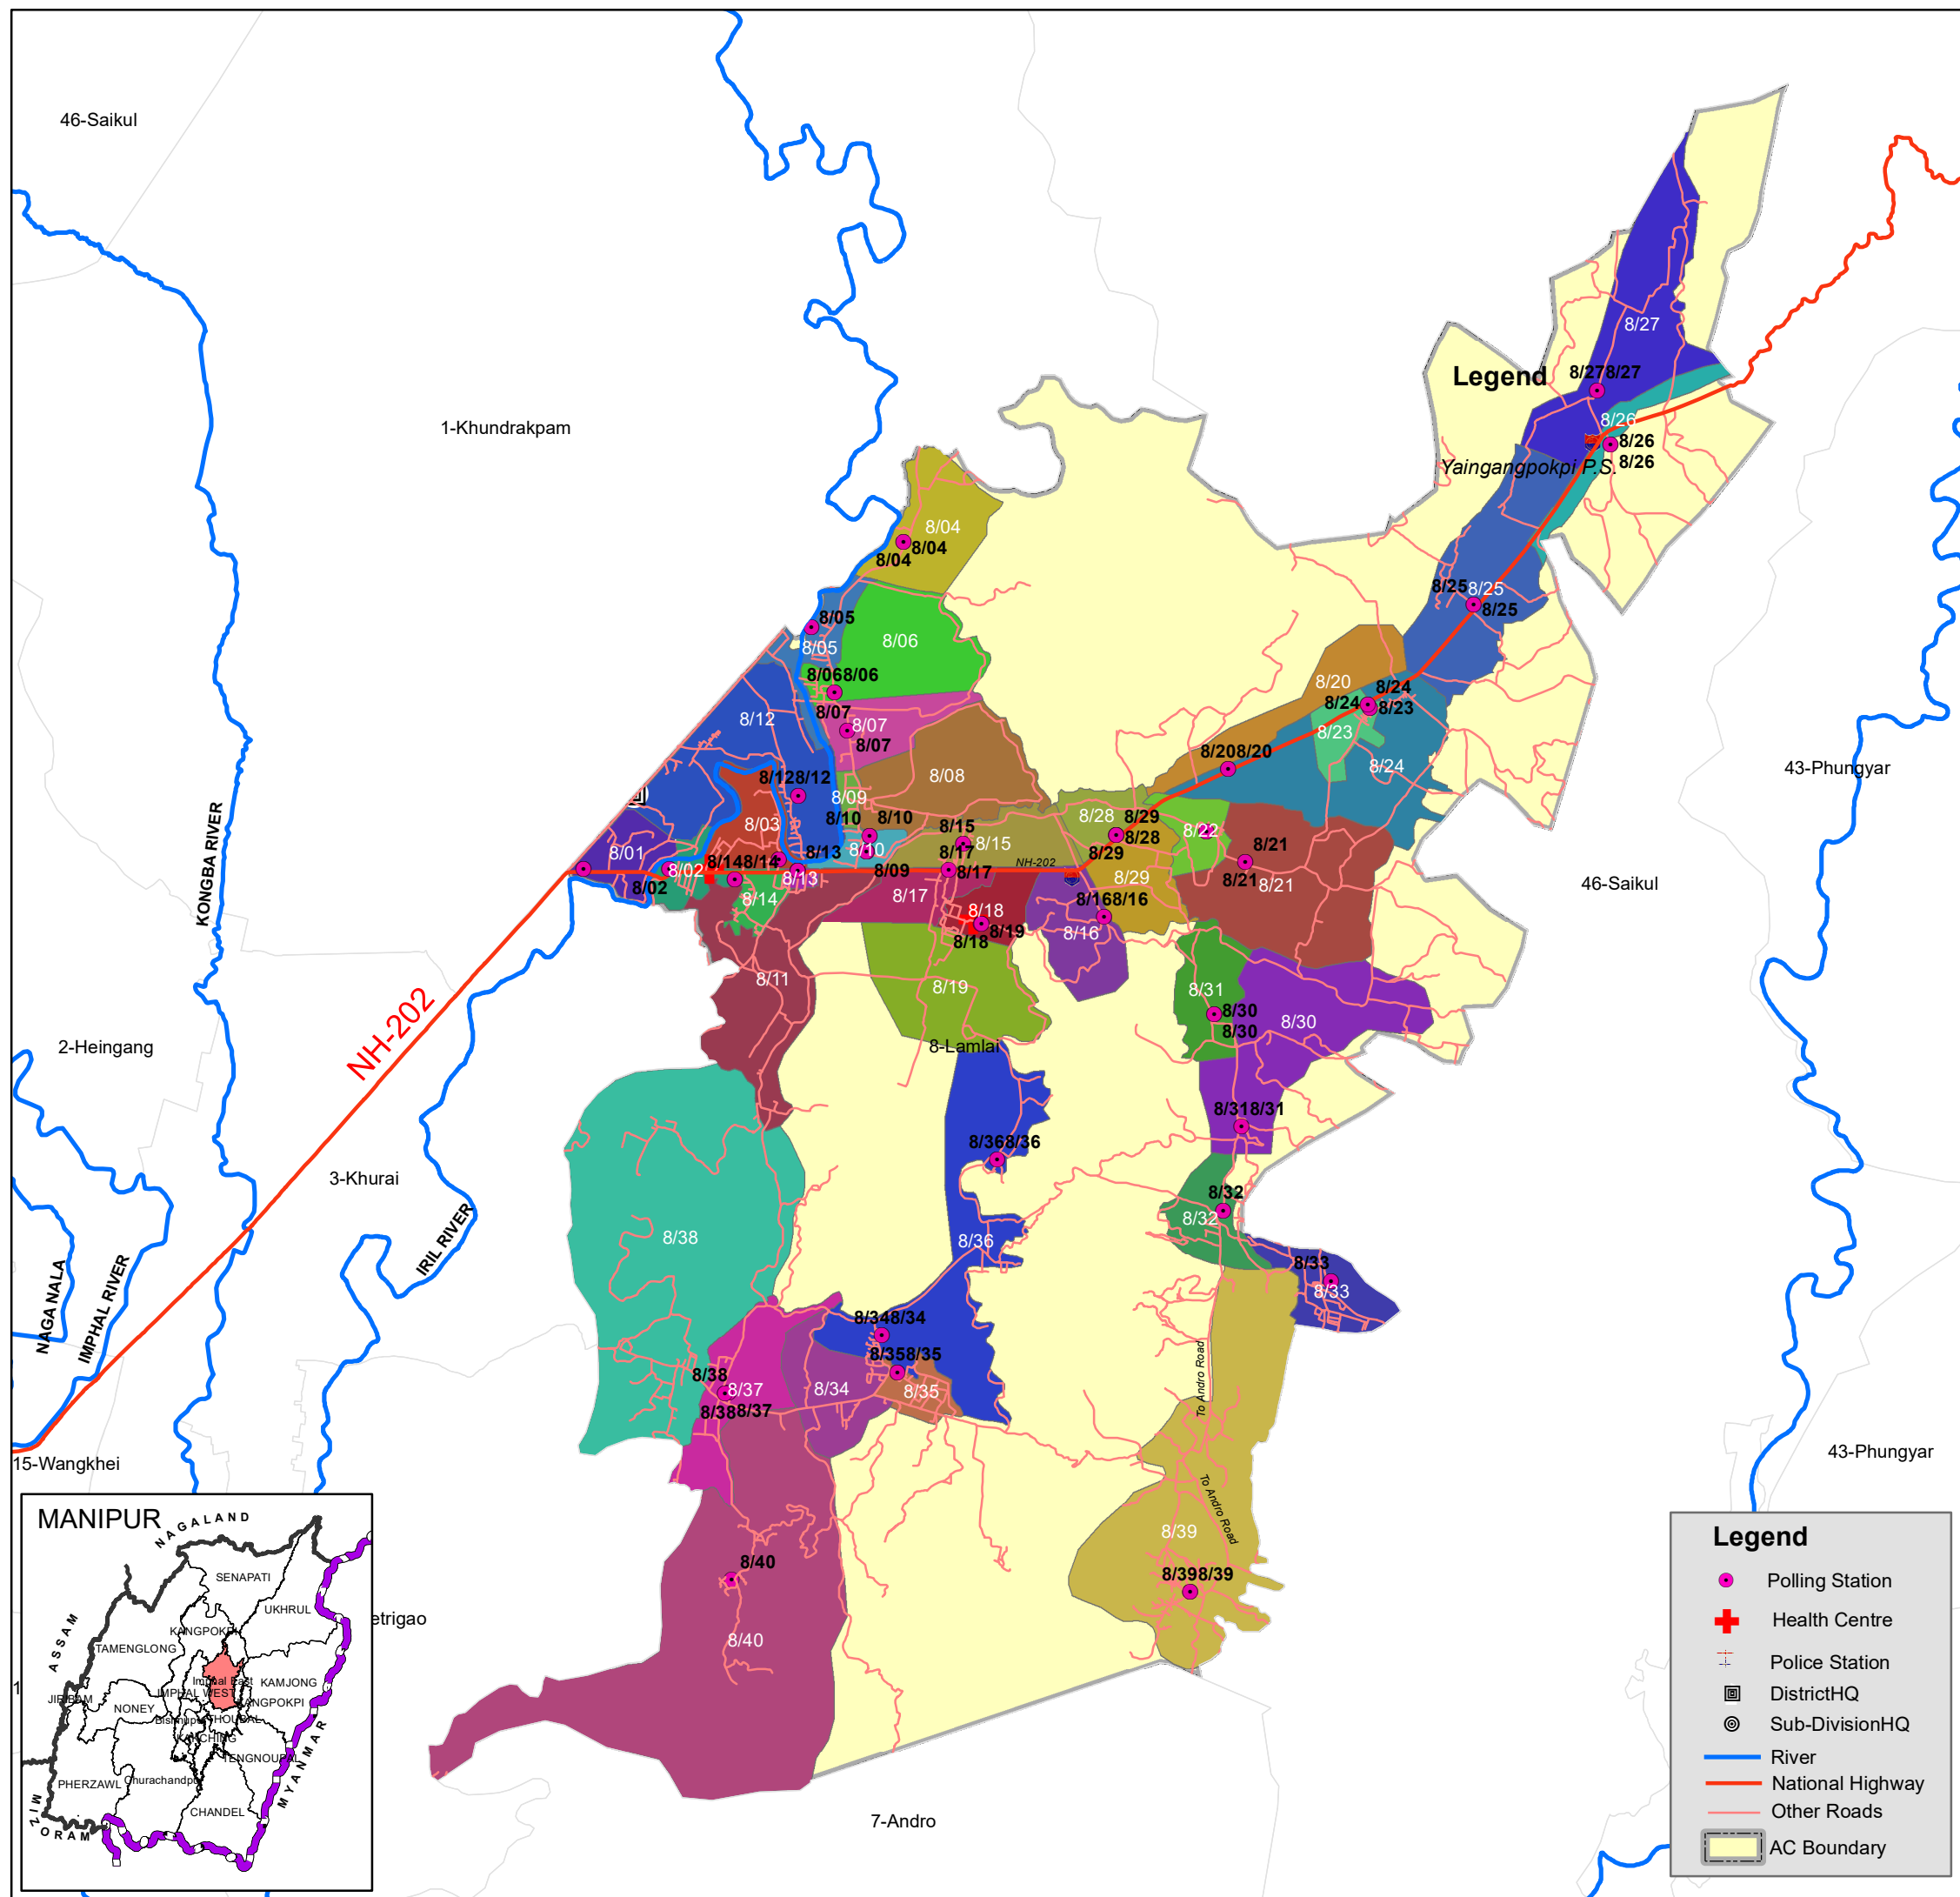 46-Saikul
1-Khundrakpam
8/27
Legend
8/278/27
8/26
8/26
8/26
Yaingangpokpi P.S.
8/04
8/04
8/04
8/25
8/25
8/25
8/05
8/05
8/06
8/068/06
8/20
8/24
8/24
8/23
8/07
8/07
8/07
8/12
8/23
8/208/20
8/24
43-Phungyar
8/128/12
8/08
8/09
8/03
8/10
8/10
8/10
8/15
8/15
8/28
8/29
8/28
8/22
8/01
8/02
8/02
8/148/14
8/13
8/13
8/09
8/17
8/17
NH-202
8/29
8/29
8/21
8/21
8/21
46-Saikul
KONGBA RIVER
8/14
8/17
8/18
8/18
8/19
8/168/16
8/16
8/11
8/19
8/31
8/30
8/30
8/30
NH-202
2-Heingang
8-Lamlai
8/318/31
8/368/36
3-Khurai
IRIL RIVER
8/32
8/32
8/38
8/36
8/33
8/33
NAGA NALA
IMPHAL RIVER
8/348/34
8/358/35
8/38
8/37
8/34
8/35
8/388/37
To Andro Road
15-Wangkhei
43-Phungyar
To Andro Road
8/39
8/398/39
8/40
8/40
etrigao
1
7-Andro
MANIPUR
NAGALAND
SENAPATI
UKHRUL
ASSAM
TAMENGLONG
Imphal East
IMPHAL WEST
KAMJONG
JIRIBAM
NONEY
THOUBAL
TENGNOUPAL
PHERZAWL
CHANDEL
MYANMAR
MIZORAM
Legend
Polling Station
Health Centre
Police Station
DistrictHQ
Sub-DivisionHQ
River
National Highway
Other Roads
AC Boundary